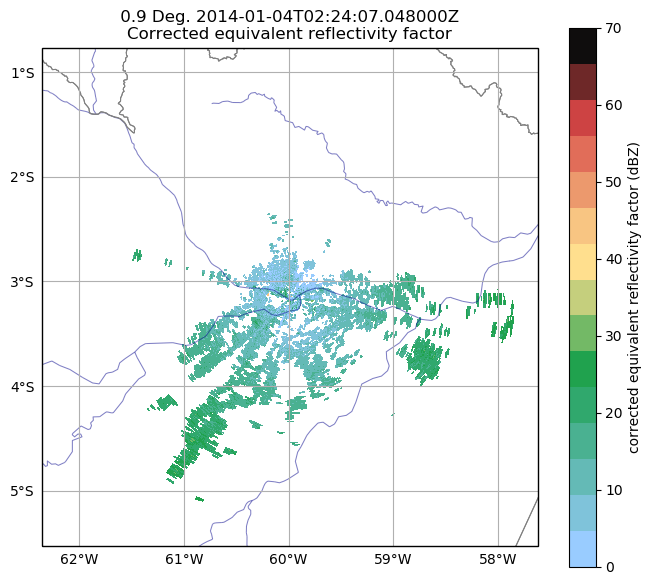 0.9 Deg. 2014-01-04T02:24:07.048000Z
Corrected equivalent reflectivity factor
1°S
2°S
3°S
4°S
5°S
62°W
61°W
60°W
59°W
58°W
70
60
50
40
30
20
10
0
corrected equivalent reflectivity factor (dBZ)